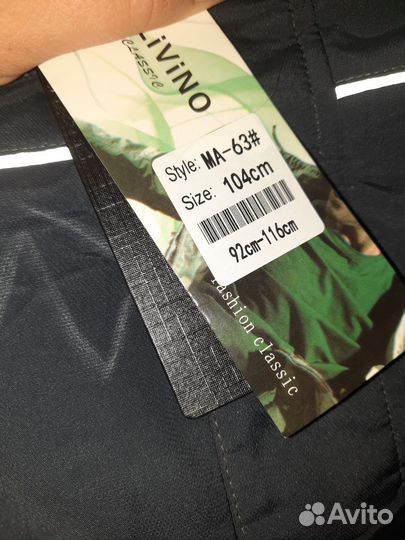 LiViNO
CLASSIC
Style: MA-63#
Size: 104cm
92cm-116cm
fashion classic
Avito